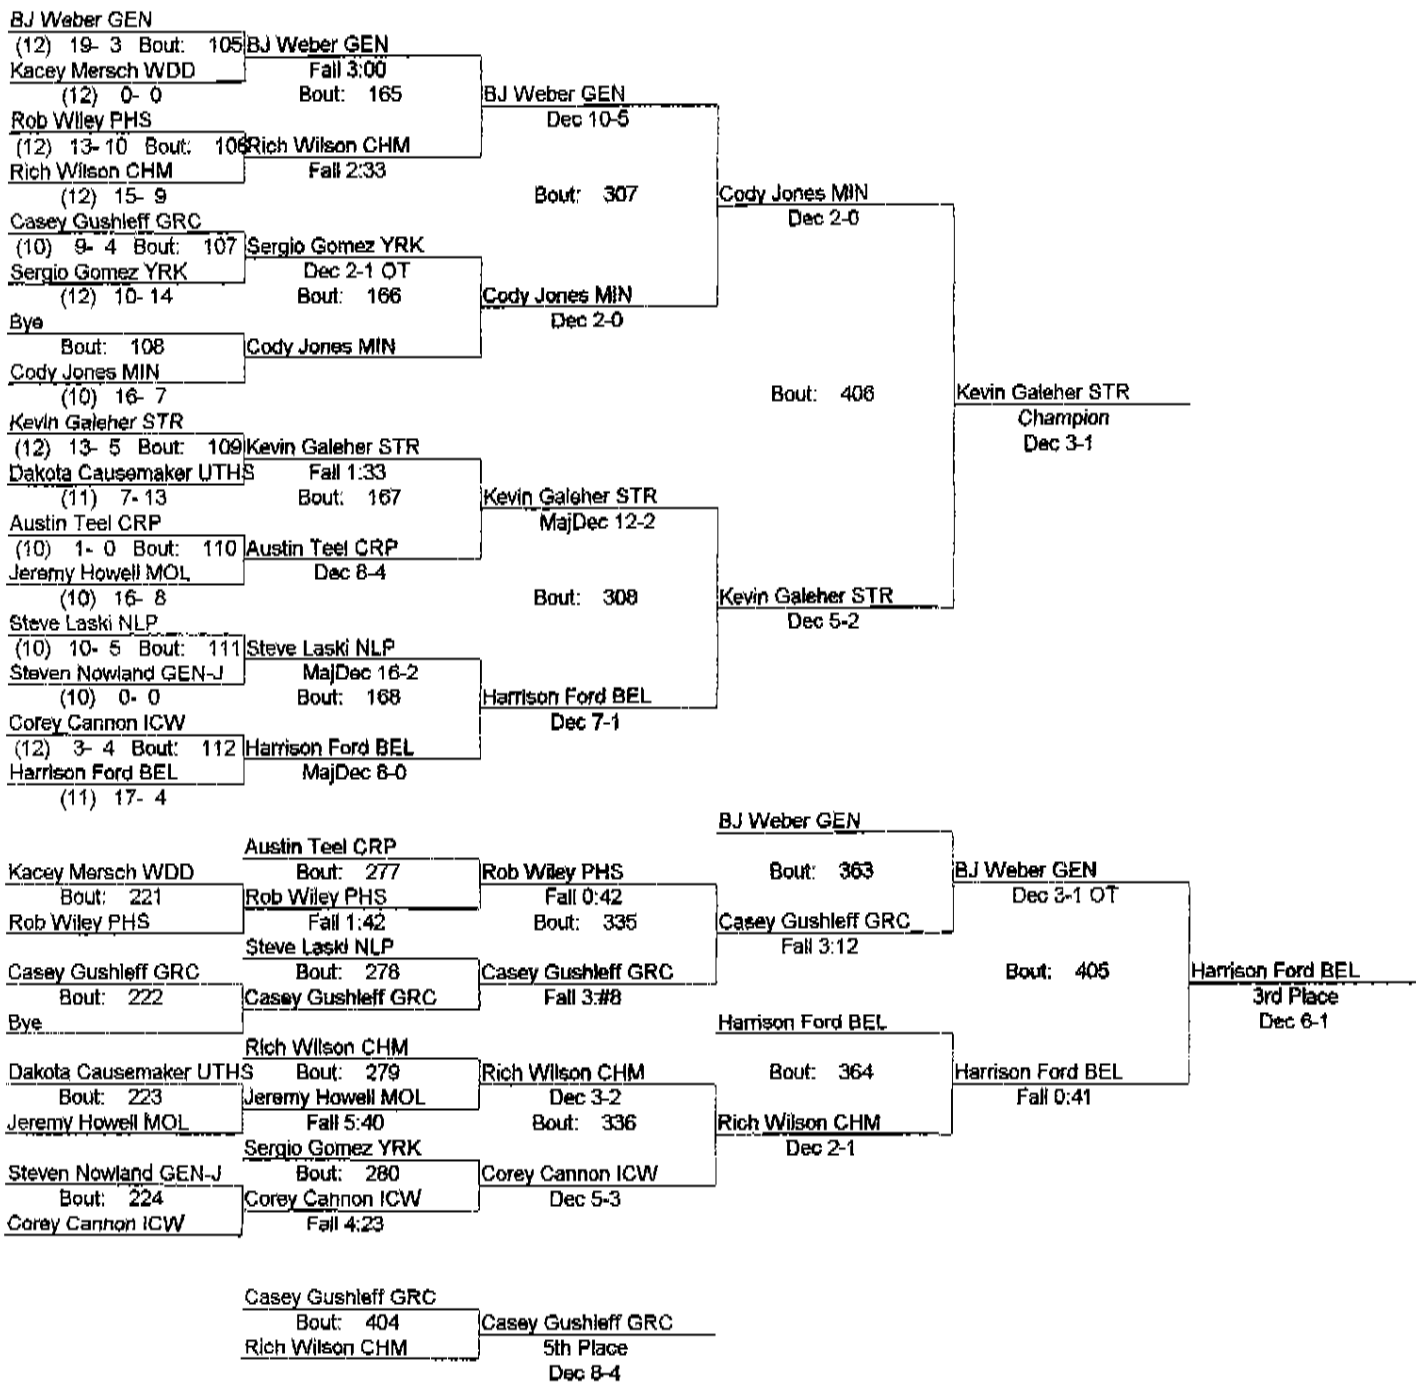 BJ Weber GEN
(12) 19- 3 Bout: 105 BJ Weber GEN
Kacey Mersch WDD Fall 3:00
(12) 0- 0 Bout: 165 BJ Weber GEN
Rob Wiley PHS Dec 10-5
(12) 13- 10 Bout: 106 Rich Wilson CHM
Rich Wilson CHM Fall 2:33
(12) 15- 9 Bout: 307 Cody Jones MIN
Casey Gushleff GRC Dec 2-0
(10) 9- 4 Bout: 107 Sergio Gomez YRK
Sergio Gomez YRK Dec 2-1 OT
(12) 10- 14 Bout: 166 Cody Jones MIN
Bye Dec 2-0
Bout: 108 Cody Jones MIN
Cody Jones MIN
(10) 16- 7 Bout: 406 Kevin Galeher STR
Kevin Galeher STR Champion
(12) 13- 5 Bout: 109 Kevin Galeher STR Dec 3-1
Dakota Causemaker UTHS Fall 1:33
(11) 7- 13 Bout: 167 Kevin Galeher STR
Austin Teel CRP MajDec 12-2
(10) 1- 0 Bout: 110 Austin Teel CRP
Jeremy Howell MOL Dec 8-4
(10) 16- 8 Bout: 308 Kevin Galeher STR
Steve Laski NLP Dec 5-2
(10) 10- 5 Bout: 111 Steve Laski NLP
Steven Nowland GEN-J MajDec 16-2
(10) 0- 0 Bout: 168 Harrison Ford BEL
Corey Cannon ICW Dec 7-1
(12) 3- 4 Bout: 112 Harrison Ford BEL
Harrison Ford BEL MajDec 8-0
(11) 17- 4
BJ Weber GEN
Austin Teel CRP
Kacey Mersch WDD Bout: 277 Rob Wiley PHS Bout: 363 BJ Weber GEN
Bout: 221 Rob Wiley PHS Fall 0:42 Dec 3-1 OT
Rob Wiley PHS Fall 1:42 Bout: 335 Casey Gushleff GRC
Steve Laski NLP Fall 3:12
Casey Gushleff GRC Bout: 278 Casey Gushleff GRC Bout: 405 Harrison Ford BEL
Bout: 222 Casey Gushleff GRC Fall 3:#8 3rd Place
Bye Harrison Ford BEL Dec 6-1
Rich Wilson CHM
Dakota Causemaker UTHS Bout: 279 Rich Wilson CHM Bout: 364 Harrison Ford BEL
Bout: 223 Jeremy Howell MOL Dec 3-2 Fall 0:41
Jeremy Howell MOL Fall 5:40 Bout: 336 Rich Wilson CHM
Sergio Gomez YRK Dec 2-1
Steven Nowland GEN-J Bout: 280 Corey Cannon ICW
Bout: 224 Corey Cannon ICW Dec 5-3
Corey Cannon ICW Fall 4:23
Casey Gushleff GRC
Bout: 404 Casey Gushleff GRC
Rich Wilson CHM 5th Place
Dec 8-4